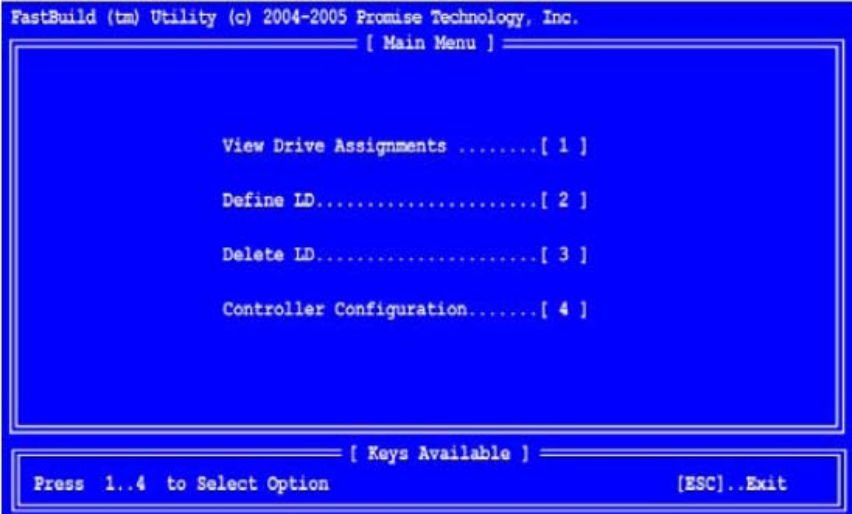 FastBuild (tm) Utility (c) 2004-2005 Promise Technology, Inc.
[ Main Menu ]
View Drive Assignments ........[ 1 ]
Define LD......................[ 2 ]
Delete LD......................[ 3 ]
Controller Configuration.......[ 4 ]
[ Keys Available ]
Press 1..4 to Select Option [ESC]..Exit